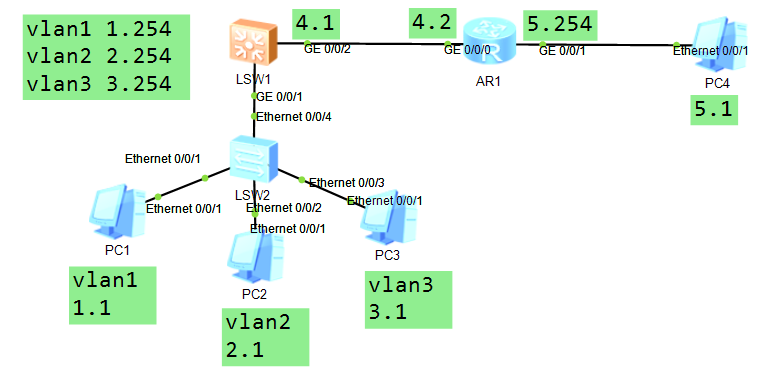 vlan1 1.254
vlan2 2.254
vlan3 3.254
4.1
4.2
5.254
GE 0/0/2
GE 0/0/0
GE 0/0/1
Ethernet 0/0/1
LSW1
AR1
PC4
5.1
GE 0/0/1
Ethernet 0/0/4
Ethernet 0/0/1
Ethernet 0/0/3
LSW2
Ethernet 0/0/1
Ethernet 0/0/2
Ethernet 0/0/1
Ethernet 0/0/1
PC1
PC2
PC3
vlan1
1.1
vlan2
2.1
vlan3
3.1